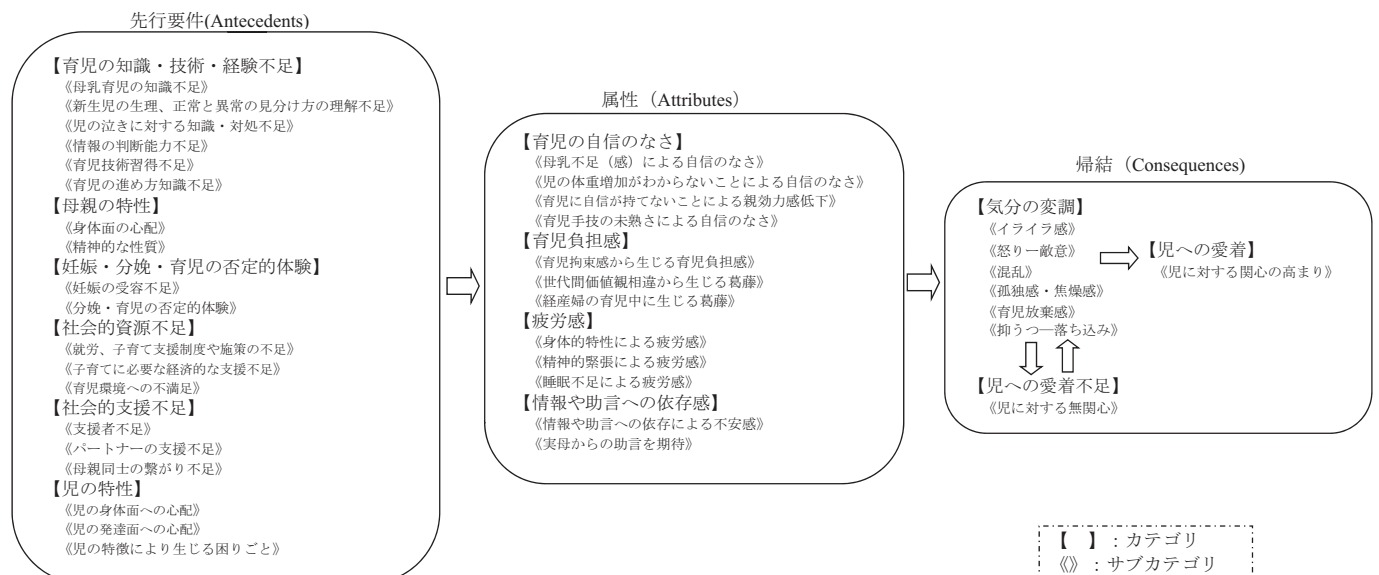 先行要件(Antecedents)
【育児の知識・技術・経験不足】
《母乳育児の知識不足》
《新生児の生理、正常と異常の見分け方の理解不足》
《児の泣きに対する知識・対処不足》
《情報の判断能力不足》
《育児技術習得不足》
《育児の進め方知識不足》
【母親の特性】
《身体面の心配》
《精神的な性質》
【妊娠・分娩・育児の否定的体験】
《妊娠の受容不足》
《分娩・育児の否定的体験》
【社会的資源不足】
《就労、子育て支援制度や施策の不足》
《子育てに必要な経済的な支援不足》
《育児環境への不満足》
【社会的支援不足】
《支援者不足》
《パートナーの支援不足》
《母親同士の繋がり不足》
【児の特性】
《児の身体面への心配》
《児の発達面への心配》
《児の特徴により生じる困りごと》
属性（Attributes）
【育児の自信のなさ】
《母乳不足（感）による自信のなさ》
《児の体重増加がわからないことによる自信のなさ》
《育児に自信が持てないことによる親効力感低下》
《育児手技の未熟さによる自信のなさ》
【育児負担感】
《育児拘束感から生じる育児負担感》
《世代間価値観相違から生じる葛藤》
《経産婦の育児中に生じる葛藤》
【疲労感】
《身体的特性による疲労感》
《精神的緊張による疲労感》
《睡眠不足による疲労感》
【情報や助言への依存感】
《情報や助言への依存による不安感》
《実母からの助言を期待》
帰結（Consequences)
【気分の変調】
《イライラ感》
《怒り―敵意》
《混乱》
《孤独感・焦燥感》
《育児放棄感》
《抑うつ―落ち込み》
【児への愛着】
《児に対する関心の高まり》
【児への愛着不足】
《児に対する無関心》
【　】：カテゴリ
《》：サブカテゴリ